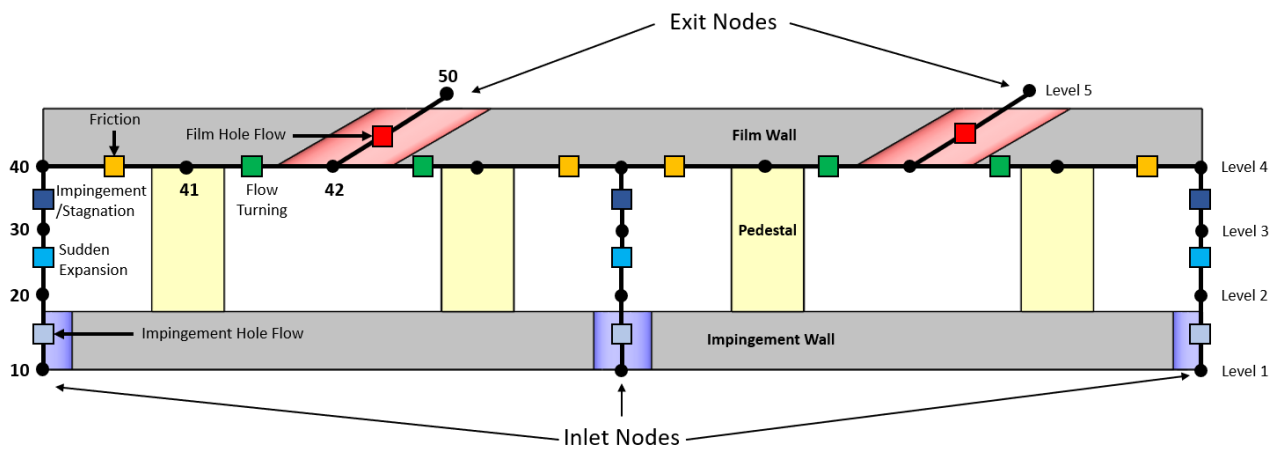 Exit Nodes
50
Level 5
Friction
Film Hole Flow
Film Wall
40
41
42
Level 4
Impingement
/Stagnation
Flow
Turning
30
Pedestal
Level 3
Sudden
Expansion
20
Level 2
Impingement Hole Flow
Impingement Wall
10
Level 1
Inlet Nodes